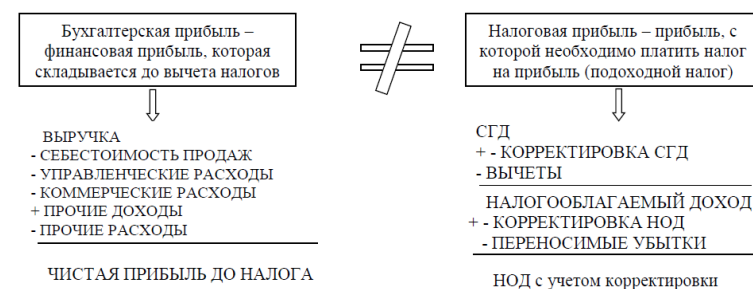 Бухгалтерская прибыль –
финансовая прибыль, которая
складывается до вычета налогов
ВЫРУЧКА
- СЕБЕСТОИМОСТЬ ПРОДАЖ
- УПРАВЛЕНЧЕСКИЕ РАСХОДЫ
- КОММЕРЧЕСКИЕ РАСХОДЫ
+ ПРОЧИЕ ДОХОДЫ
- ПРОЧИЕ РАСХОДЫ
ЧИСТАЯ ПРИБЫЛЬ ДО НАЛОГА
Налоговая прибыль – прибыль, с
которой необходимо платить налог
на прибыль (подоходной налог)
СГД
+ - КОРРЕКТИРОВКА СГД
- ВЫЧЕТЫ
НАЛОГООБЛАГАЕМЫЙ ДОХОД
+ - КОРРЕКТИРОВКА НОД
- ПЕРЕНОСИМЫЕ УБЫТКИ
НОД с учетом корректировки